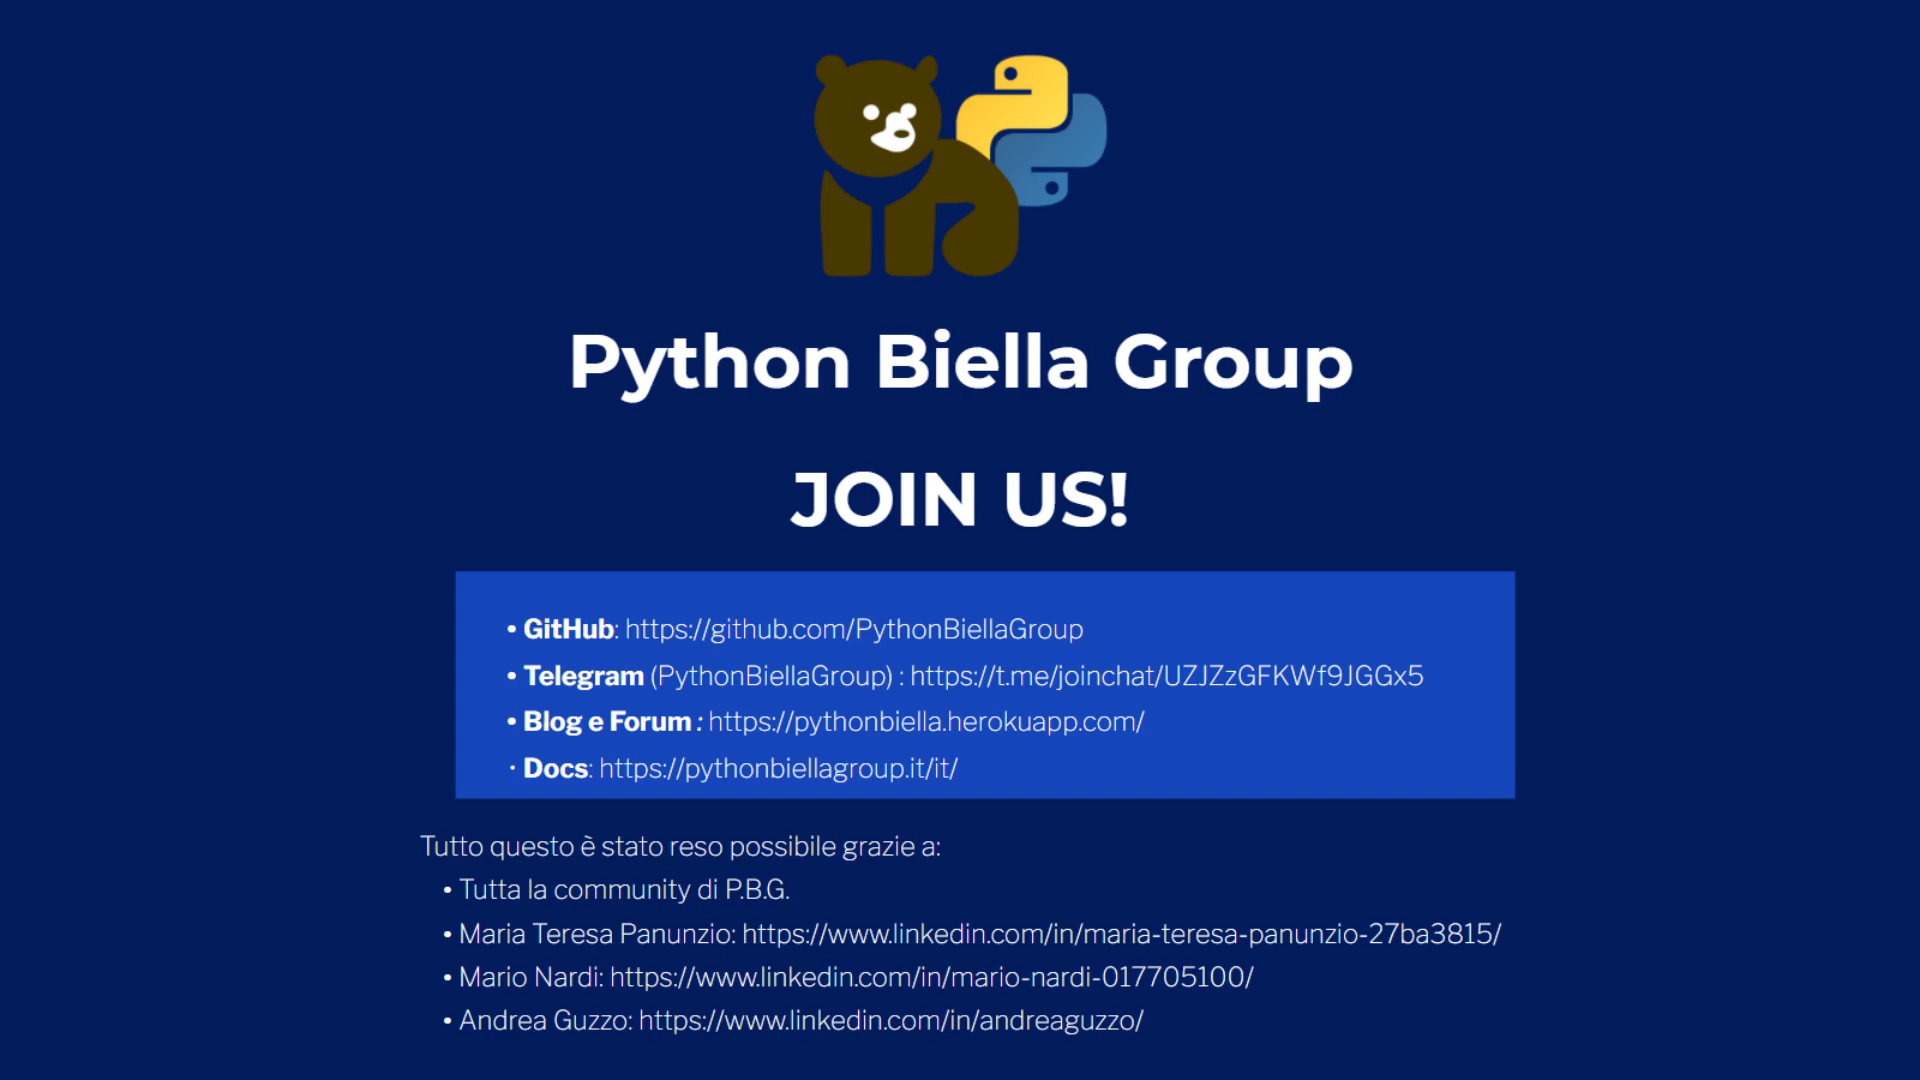 Python Biella Group
JOIN US!
• GitHub: https://github.com/PythonBiellaGroup
• Telegram (PythonBiellaGroup) : https://t.me/joinchat/UZJZzGFKWf9JGGx5
• Blog e Forum : https://pythonbiella.herokuapp.com/
• Docs: https://pythonbiellagroup.it/it/
Tutto questo è stato reso possibile grazie a:
• Tutta la community di P.B.G.
• Maria Teresa Panunzio: https://www.linkedin.com/in/maria-teresa-panunzio-27ba3815/
• Mario Nardi: https://www.linkedin.com/in/mario-nardi-017705100/
• Andrea Guzzo: https://www.linkedin.com/in/andreaguzzo/